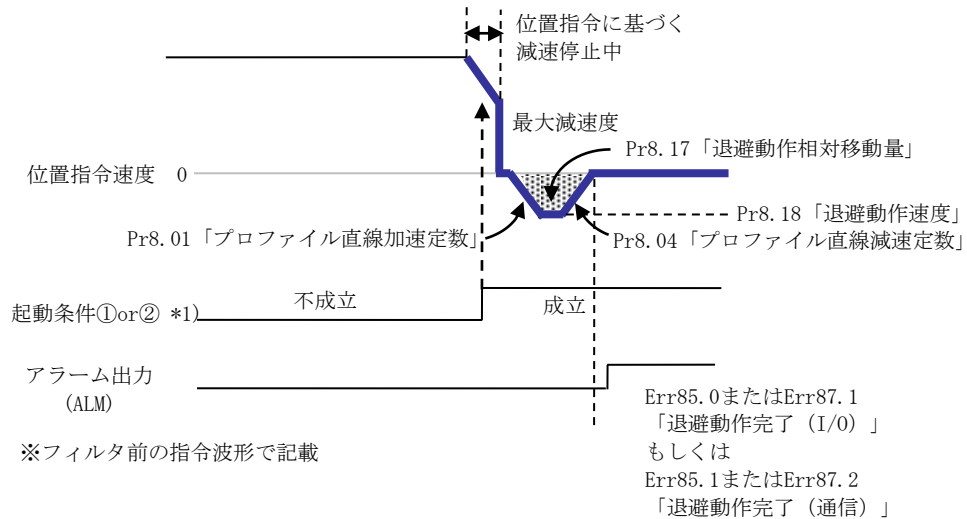 位置指令に基づく
減速停止中
最大減速度
Pr8.17「退避動作相対移動量」
位置指令速度 0
Pr8.18「退避動作速度」
Pr8.01「プロファイル直線加速定数」
Pr8.04「プロファイル直線減速定数」
不成立
成立
起動条件①or② *1)
アラーム出力
(ALM)
Err85.0またはErr87.1
「退避動作完了（I/O）」
もしくは
Err85.1またはErr87.2
「退避動作完了（通信）」
※フィルタ前の指令波形で記載